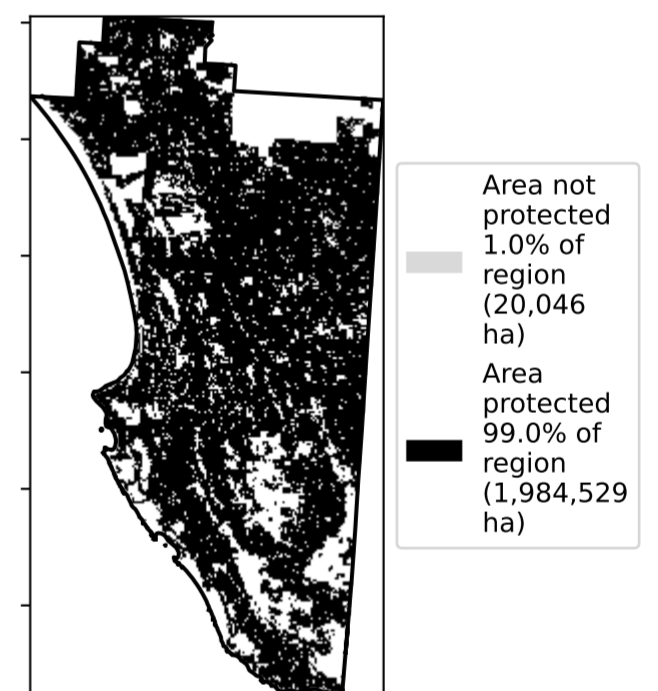 Area not
protected
1.0% of
region
(20,046
ha)
Area
protected
99.0% of
region
(1,984,529
ha)